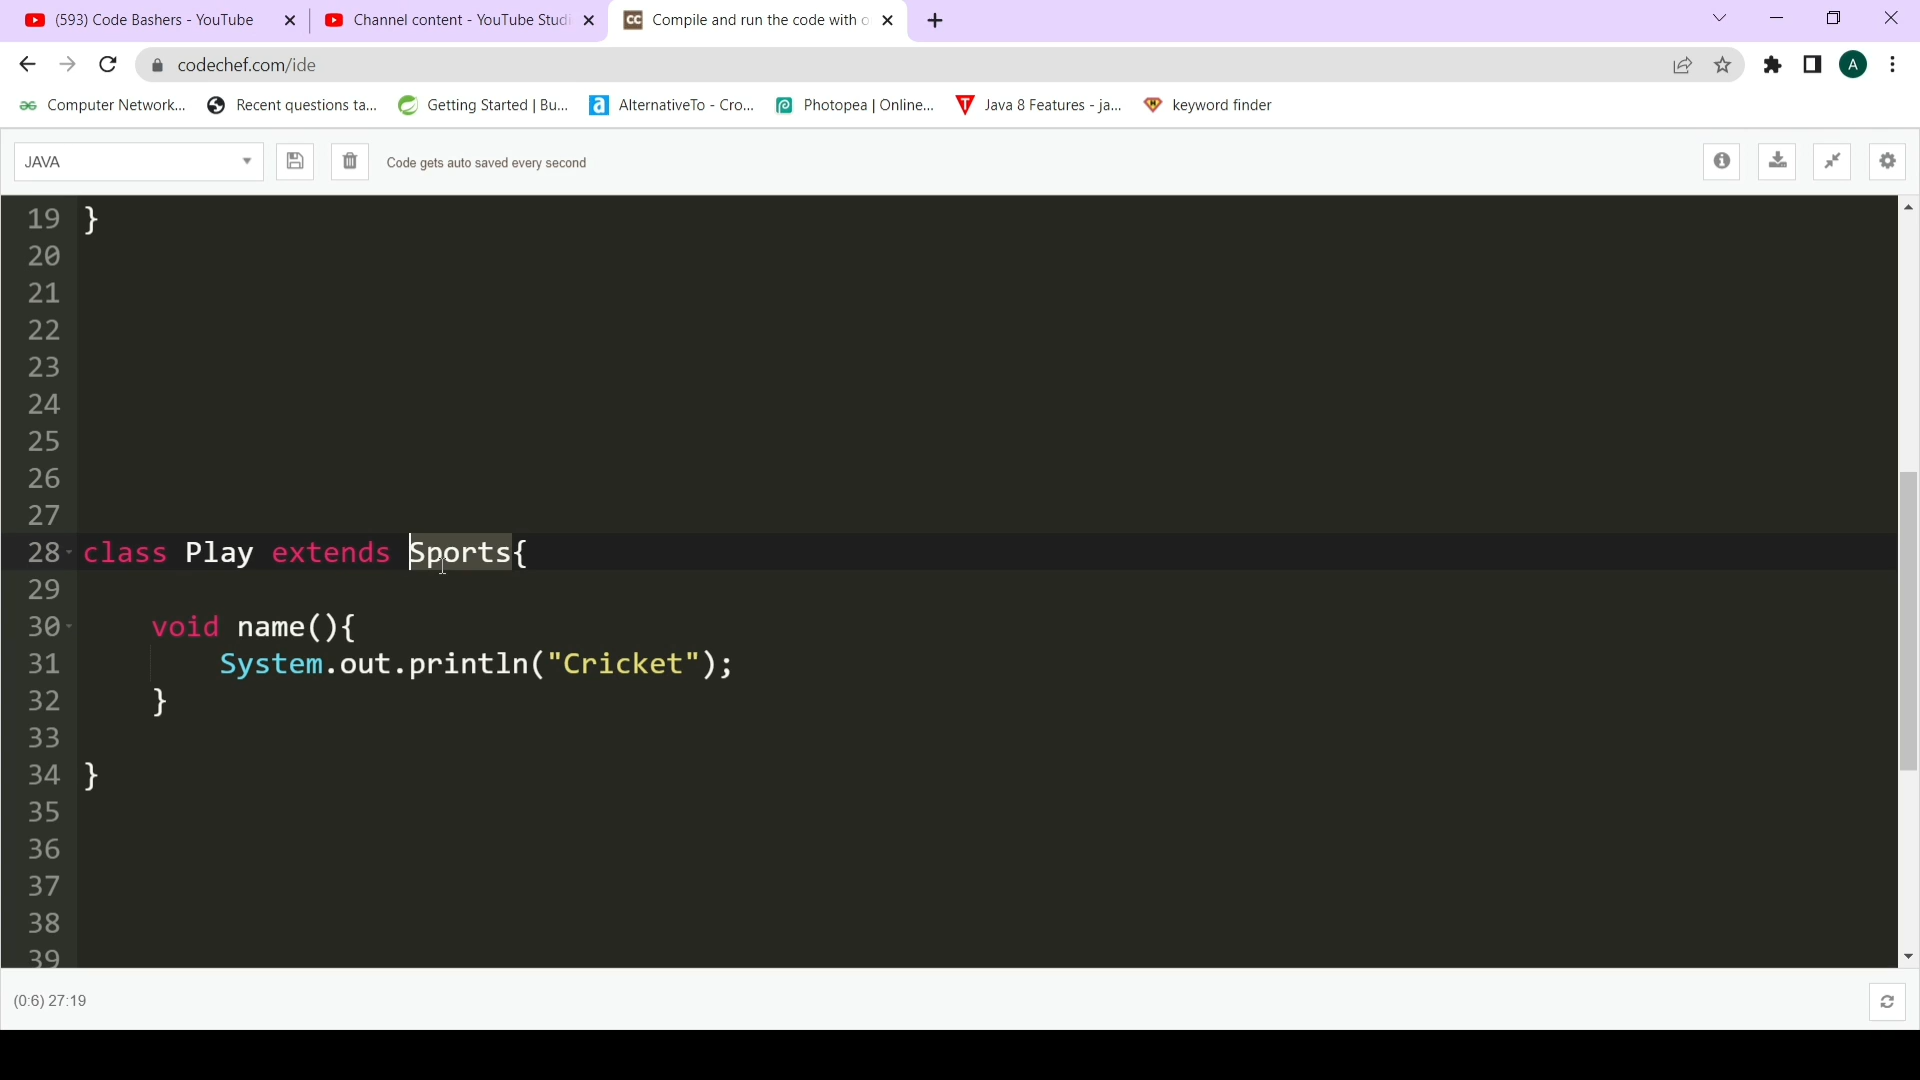 (593) Code Bashers - YouTube
Channel content - YouTube Studi
CC Compile and run the code with o
codechef.com/ide
A
Computer Network...
Recent questions ta...
Getting Started | Bu...
a AlternativeTo - Cro...
Photopea | Online...
T Java 8 Features - ja...
keyword finder
JAVA
Code gets auto saved every second
19 }
20
21
22
23
24
25
26
27
28 class Play extends Sports{
29
30 void name(){
31 System.out.println("Cricket");
32 }
33
34 }
35
36
37
38
39
(0:6) 27:19